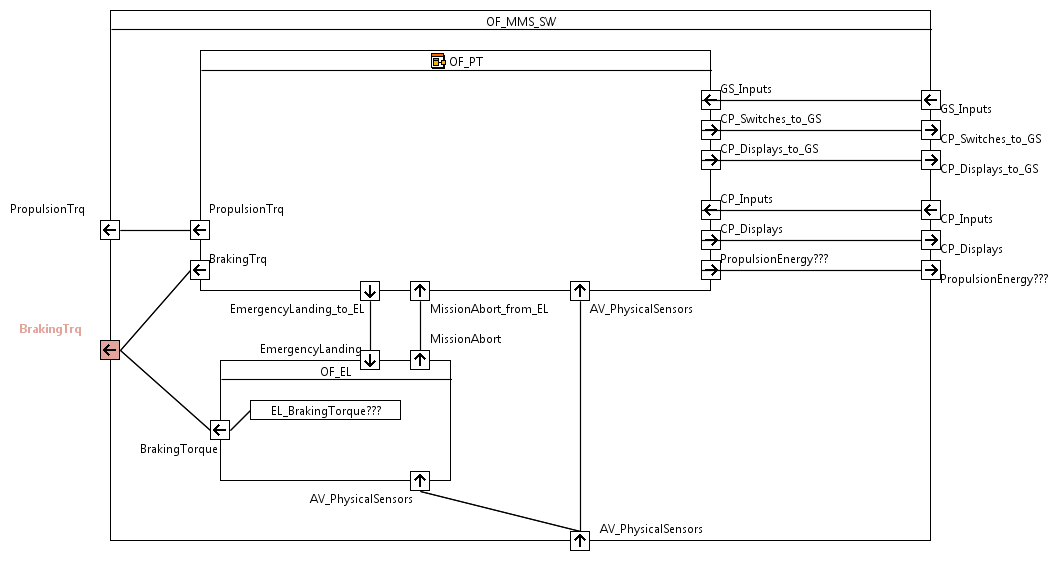 OF_MMS_SW
OF_PT
GS_Inputs
GS_Inputs
CP_Switches_to_GS
CP_Switches_to_GS
CP_Displays_to_GS
CP_Displays_to_GS
CP_Inputs
PropulsionTrq
PropulsionTrq
CP_Inputs
CP_Displays
CP_Displays
BrakingTrq
PropulsionEnergy???
PropulsionEnergy???
EmergencyLanding_to_EL
MissionAbort_from_EL
AV_PhysicalSensors
BrakingTrq
MissionAbort
EmergencyLanding
OF_EL
EL_BrakingTorque???
BrakingTorque
AV_PhysicalSensors
AV_PhysicalSensors